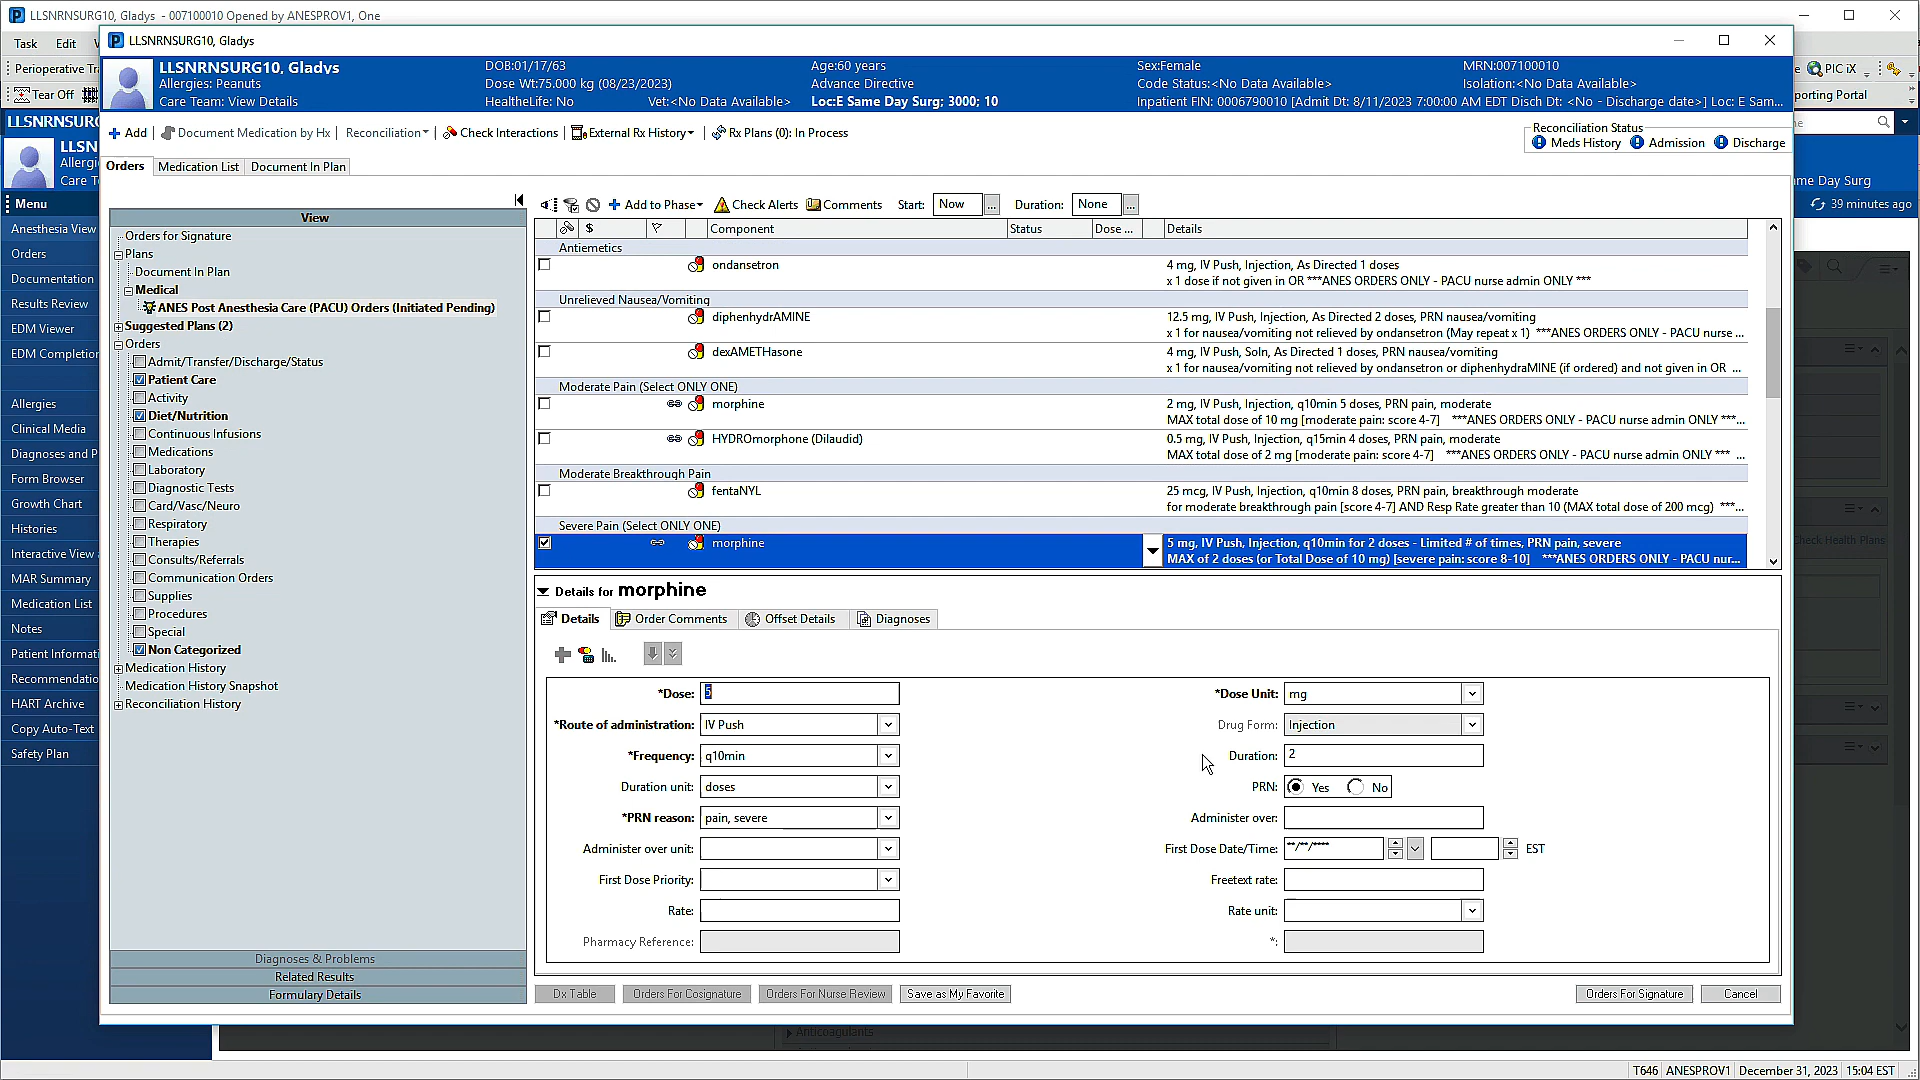 LLSNRNSURG10, Gladys - 007100010 Opened by ANESPROV1, One
Task Edit
LLSNRNSURG10, Gladys
Perioperative Tra
PIC iX
Tear Off
porting Portal
LLSNRNSURG10, Gladys
Allergies: Peanuts
Care Team: View Details
DOB:01/17/63
Dose Wt:75.000 kg (08/23/2023)
HealtheLife: No
Vet:<No Data Available>
Age:60 years
Advance Directive
Loc:E Same Day Surg; 3000; 10
Sex:Female
Code Status:<No Data Available>
MRN:007100010
Isolation:<No Data Available>
Inpatient FIN: 0006790010 [Admit Dt: 8/11/2023 7:00:00 AM EDT Disch Dt: <No - Discharge date>] Loc: E Sam...
LLSNRNSURG
LLSN
Allergi
Care T
me Day Surg
39 minutes ago
Add
Document Medication by Hx
Reconciliation
Check Interactions
External Rx History
Rx Plans (0): In Process
Reconciliation Status
Meds History
Admission
Discharge
Orders
Medication List
Document In Plan
Menu
Anesthesia View
Orders
Documentation
Results Review
EDM Viewer
EDM Completion
Allergies
Clinical Media
Diagnoses and P
Form Browser
Growth Chart
Histories
Interactive View a
MAR Summary
Medication List
Notes
Patient Informati
Recommendatio
HART Archive
Copy Auto-Text
Safety Plan
View
Orders for Signature
Plans
Document In Plan
Medical
ANES Post Anesthesia Care (PACU) Orders (Initiated Pending)
Suggested Plans (2)
Orders
Admit/Transfer/Discharge/Status
Patient Care
Activity
Diet/Nutrition
Continuous Infusions
Medications
Laboratory
Diagnostic Tests
Card/Vasc/Neuro
Respiratory
Therapies
Consults/Referrals
Communication Orders
Supplies
Procedures
Special
Non Categorized
Medication History
Medication History Snapshot
Reconciliation History
Diagnoses & Problems
Related Results
Formulary Details
Add to Phase
Check Alerts
Comments
Start: Now ...
Duration: None ...
$ Component Status Dose ... Details
Antiemetics
ondansetron 4 mg, IV Push, Injection, As Directed 1 doses
x 1 dose if not given in OR ***ANES ORDERS ONLY - PACU nurse admin ONLY ***
Unrelieved Nausea/Vomiting
diphenhydrAMINE 12.5 mg, IV Push, Injection, As Directed 2 doses, PRN nausea/vomiting
x 1 for nausea/vomiting not relieved by ondansetron (May repeat x 1) ***ANES ORDERS ONLY - PACU nurse ...
dexAMETHasone 4 mg, IV Push, Soln, As Directed 1 doses, PRN nausea/vomiting
x 1 for nausea/vomiting not relieved by ondansetron or diphenhydraMINE (if ordered) and not given in OR ...
Moderate Pain (Select ONLY ONE)
morphine 2 mg, IV Push, Injection, q10min 5 doses, PRN pain, moderate
MAX total dose of 10 mg [moderate pain: score 4-7] ***ANES ORDERS ONLY - PACU nurse admin ONLY ***...
HYDROmorphone (Dilaudid) 0.5 mg, IV Push, Injection, q15min 4 doses, PRN pain, moderate
MAX total dose of 2 mg [moderate pain: score 4-7] ***ANES ORDERS ONLY - PACU nurse admin ONLY *** ...
Moderate Breakthrough Pain
fentaNYL 25 mcg, IV Push, Injection, q10min 8 doses, PRN pain, breakthrough moderate
for moderate breakthrough pain [score 4-7] AND Resp Rate greater than 10 (MAX total dose of 200 mcg) ***...
Severe Pain (Select ONLY ONE)
morphine 5 mg, IV Push, Injection, q10min for 2 doses - Limited # of times, PRN pain, severe
MAX of 2 doses (or Total Dose of 10 mg) [severe pain: score 8-10] ***ANES ORDERS ONLY - PACU nur...
Check Health Plans
Details for morphine
Details
Order Comments
Offset Details
Diagnoses
*Dose: 5
*Dose Unit: mg
*Route of administration: IV Push
Drug Form: Injection
*Frequency: q10min
Duration: 2
Duration unit: doses
PRN: Yes No
*PRN reason: pain, severe
Administer over:
Administer over unit:
First Dose Date/Time: **/**/**** EST
First Dose Priority:
Freetext rate:
Rate:
Rate unit:
Pharmacy Reference:
*:
Dx Table
Orders For Cosignature
Orders For Nurse Review
Save as My Favorite
Orders For Signature
Cancel
Anticoagulants
T646 ANESPROV1 December 31, 2023 15:04 EST